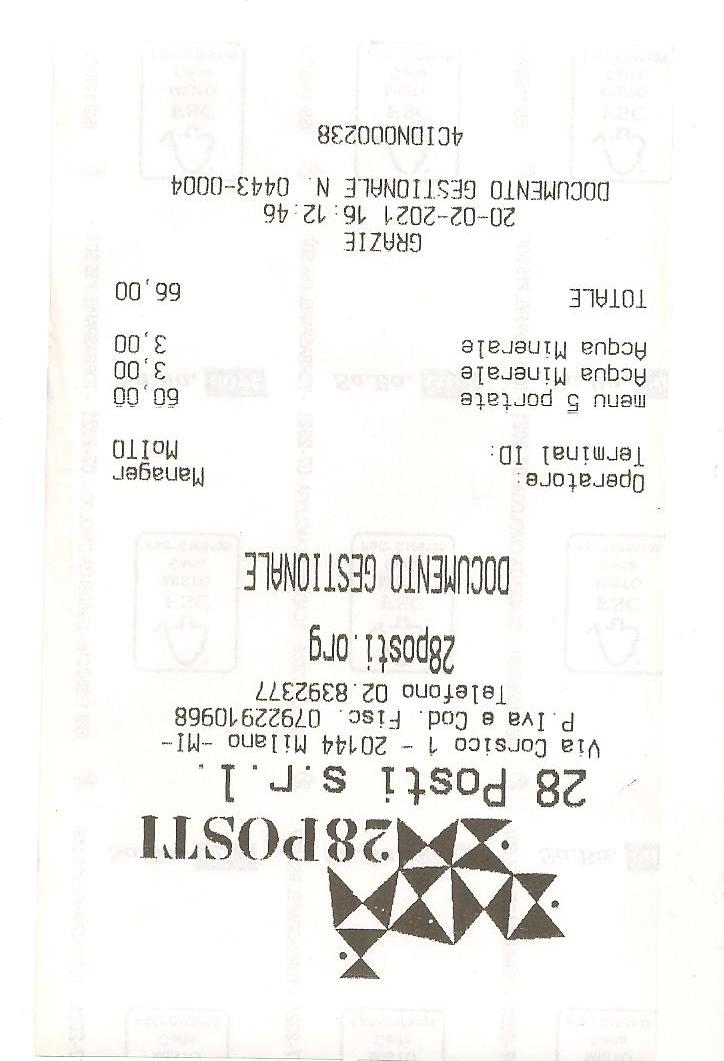 28POSTI
28 Posti s.r.l.
Via Corsico 1 - 20144 Milano -MI-
P.Iva e Cod. Fisc. 07922910968
Telefono 02.8392377
28posti.org
DOCUMENTO GESTIONALE
Operatore: Manager
Terminal ID: MoITO
menu 5 portate 60,00
Acqua Minerale 3,00
Acqua Minerale 3,00
TOTALE 66,00
GRAZIE
20-02-2021 16:12:46
DOCUMENTO GESTIONALE N. 0443-0004
4CIDN000238